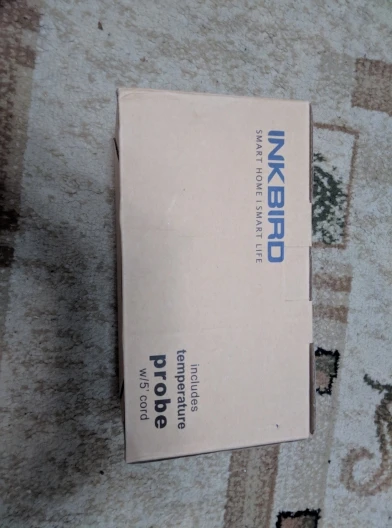 INKBIRD
SMART HOME | SMART LIFE
includes
temperature
probe
w/5' cord